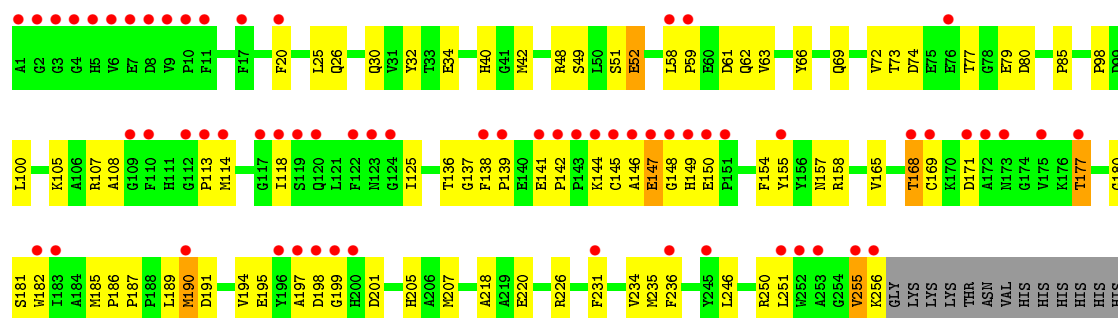 A1 G2 G3 G4 H5 V6 E7 D8 V9 P10 F11 F17 F20 L25 Q26 Q30 V31 Y32 T33 E34 H40 G41 M42 R48 S49 L50 S51 E52 L58 P59 E60 D61 Q62 V63 Y66 Q69 V72 T73 D74 E75 E76 T77 G78 E79 D80 P85 P98 D99
L100 K105 A106 R107 A108 G109 F110 H111 G112 P113 M114 G117 I118 S119 Q120 L121 F122 N123 G124 I125 T136 G137 F138 P139 E140 E141 P142 P143 K144 C145 A146 E147 G148 H149 E150 P151 F154 Y155 Y156 N157 R158 V165 T168 C169 K170 D171 A172 N173 G174 V175 K176 T177 G180
S181 W182 I183 A184 M185 P186 P187 P188 L189 M190 D191 V194 E195 Y196 A197 D198 G199 H200 D201 H205 A206 M207 A218 A219 E220 R226 F231 V234 M235 F236 Y245 L246 R250 L251 W252 A253 G254 V255 K256 GLY LYS LYS LYS THR ASN VAL HIS HIS HIS HIS HIS HIS